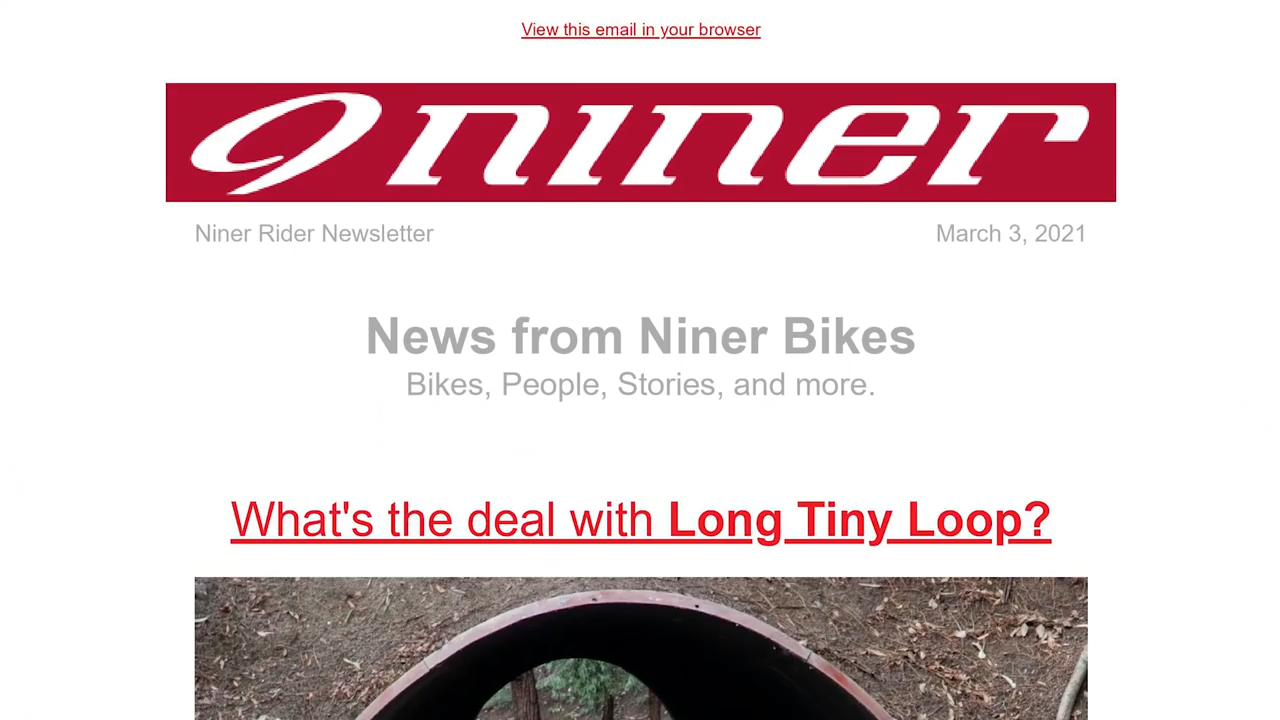 View this email in your browser
9 niner
Niner Rider Newsletter
March 3, 2021
News from Niner Bikes
Bikes, People, Stories, and more.
What's the deal with Long Tiny Loop?